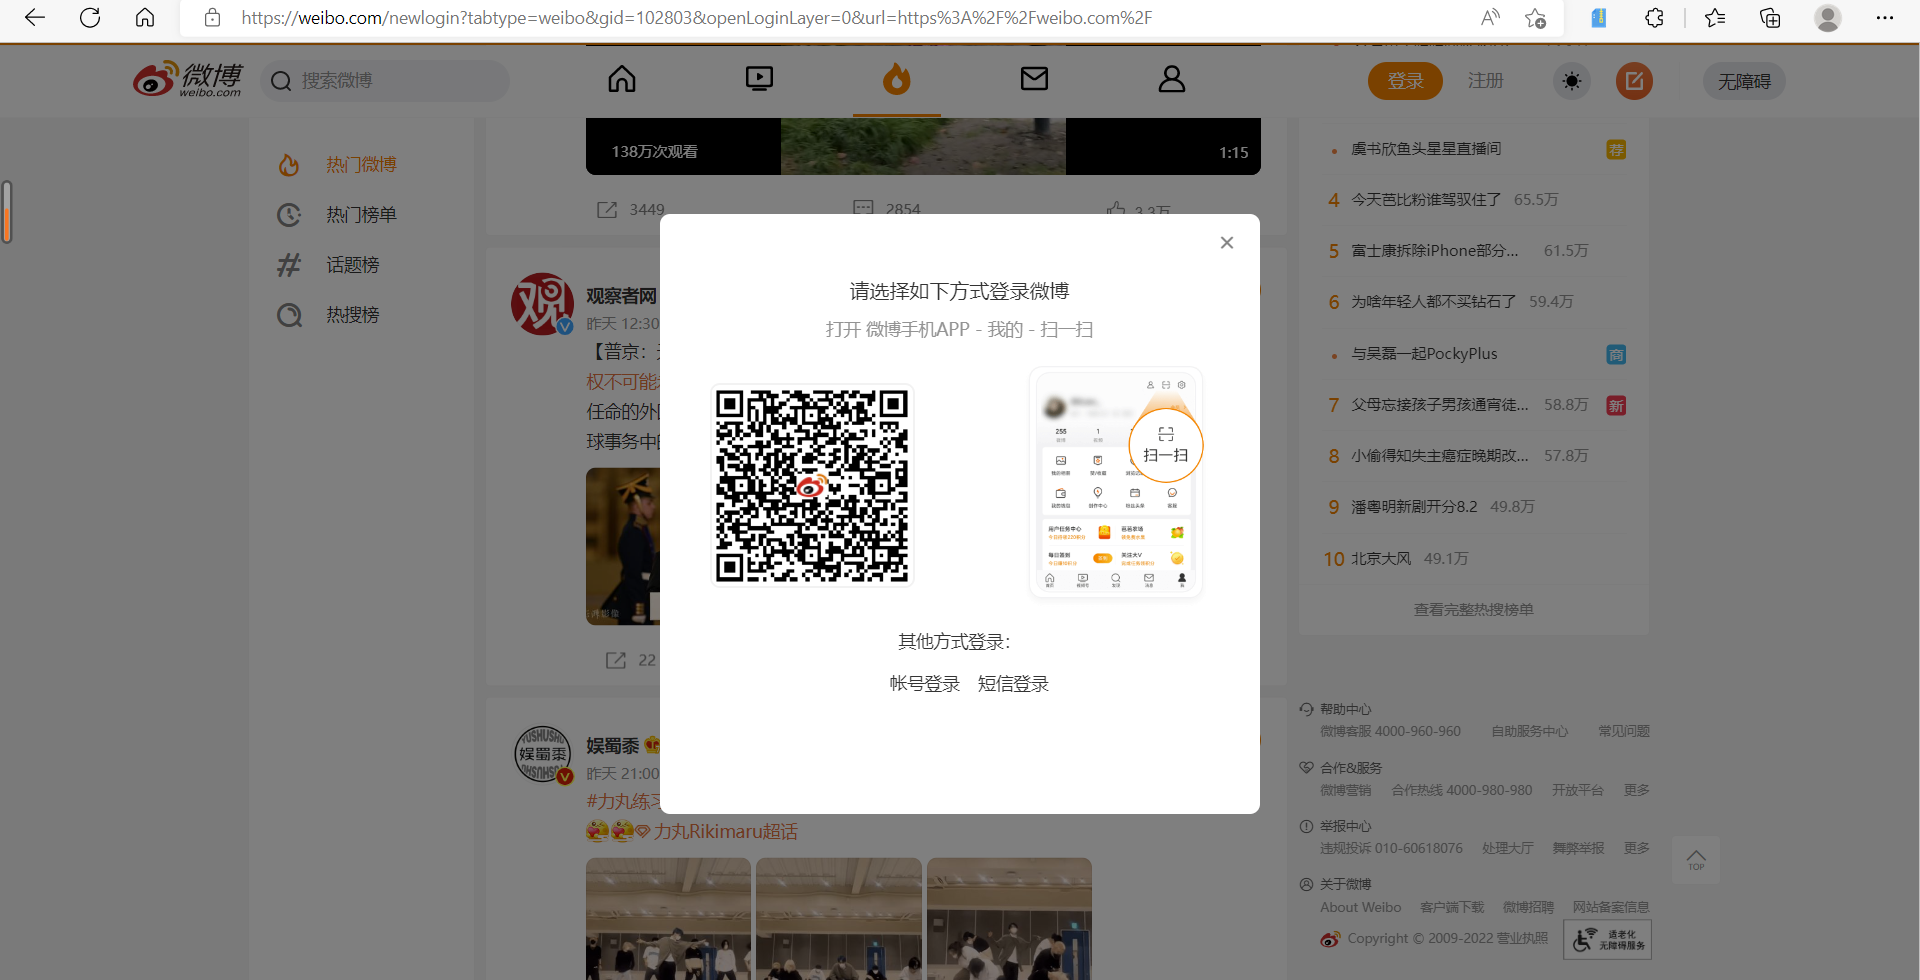 https://weibo.com/newlogin?tabtype=weibo&gid=102803&openLoginLayer=0&url=https%3A%2F%2Fweibo.com%2F
微博
weibo.com
搜索微博
登录
注册
无障碍
热门微博
热门榜单
话题榜
热搜榜
138万次观看
1:15
3449
2854
3.3万
观察者网
昨天 12:30
【普京：
权不可能
任命的外
球事务中
22
娱蜀黍
昨天 21:00
#力丸练习
力丸Rikimaru超话
请选择如下方式登录微博
打开 微博手机APP - 我的 - 扫一扫
255
1
扫一扫
用户任务中心
每日签到
关注大V
其他方式登录：
帐号登录 短信登录
虞书欣鱼头星星直播间 荐
4 今天芭比粉谁驾驭住了 65.5万
5 富士康拆除iPhone部分... 61.5万
6 为啥年轻人都不买钻石了 59.4万
与吴磊一起PockyPlus 商
7 父母忘接孩子男孩通宵徒... 58.8万 新
8 小偷得知失主癌症晚期改... 57.8万
9 潘粤明新剧开分8.2 49.8万
10 北京大风 49.1万
查看完整热搜榜单
帮助中心
微博客服 4000-960-960 自助服务中心 常见问题
合作&服务
微博营销 合作热线 4000-980-980 开放平台 更多
举报中心
违规投诉 010-60618076 处理大厅 舞弊举报 更多
关于微博
About Weibo 客户端下载 微博招聘 网站备案信息
Copyright © 2009-2022 营业执照
适老化
无障碍服务
TOP